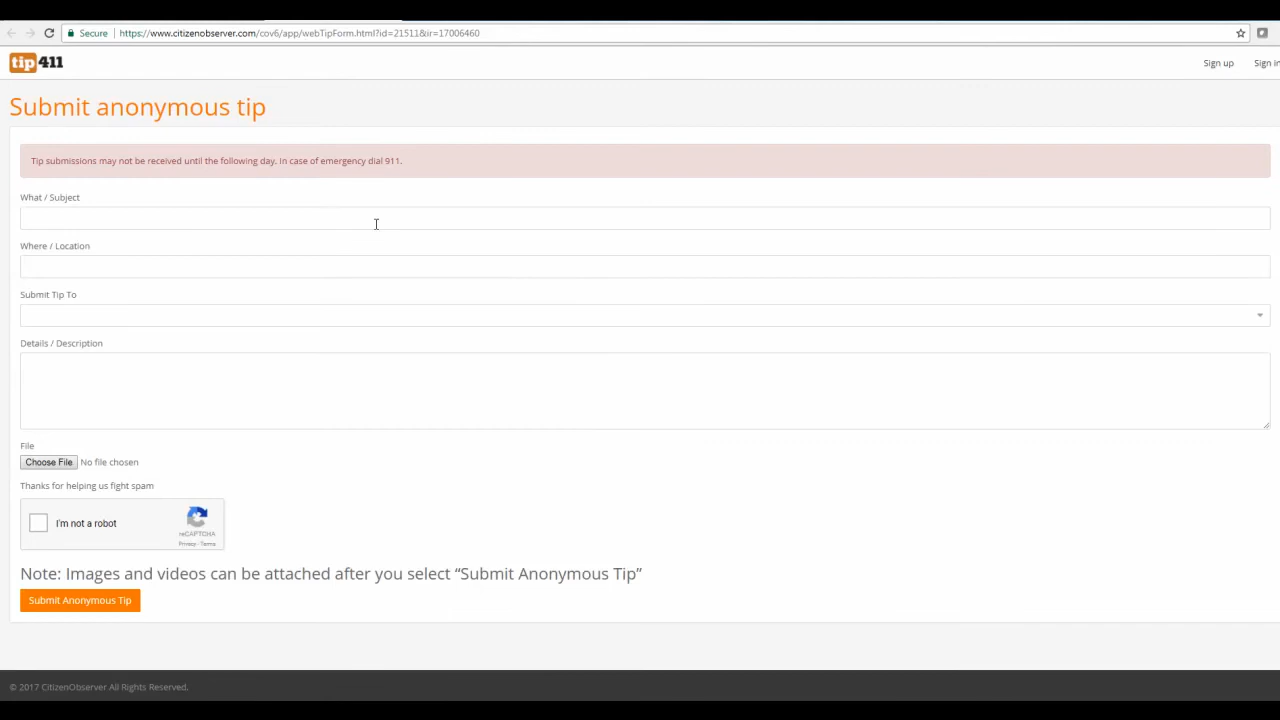 Secure https://www.citizenobserver.com/cov6/app/webTipForm.html?id=21511&ir=17006460
tip411
Sign up Sign in
Submit anonymous tip
Tip submissions may not be received until the following day. In case of emergency dial 911.
What / Subject
Where / Location
Submit Tip To
Details / Description
File
Choose File No file chosen
Thanks for helping us fight spam
I'm not a robot
reCAPTCHA
Privacy - Terms
Note: Images and videos can be attached after you select “Submit Anonymous Tip”
Submit Anonymous Tip
© 2017 CitizenObserver All Rights Reserved.